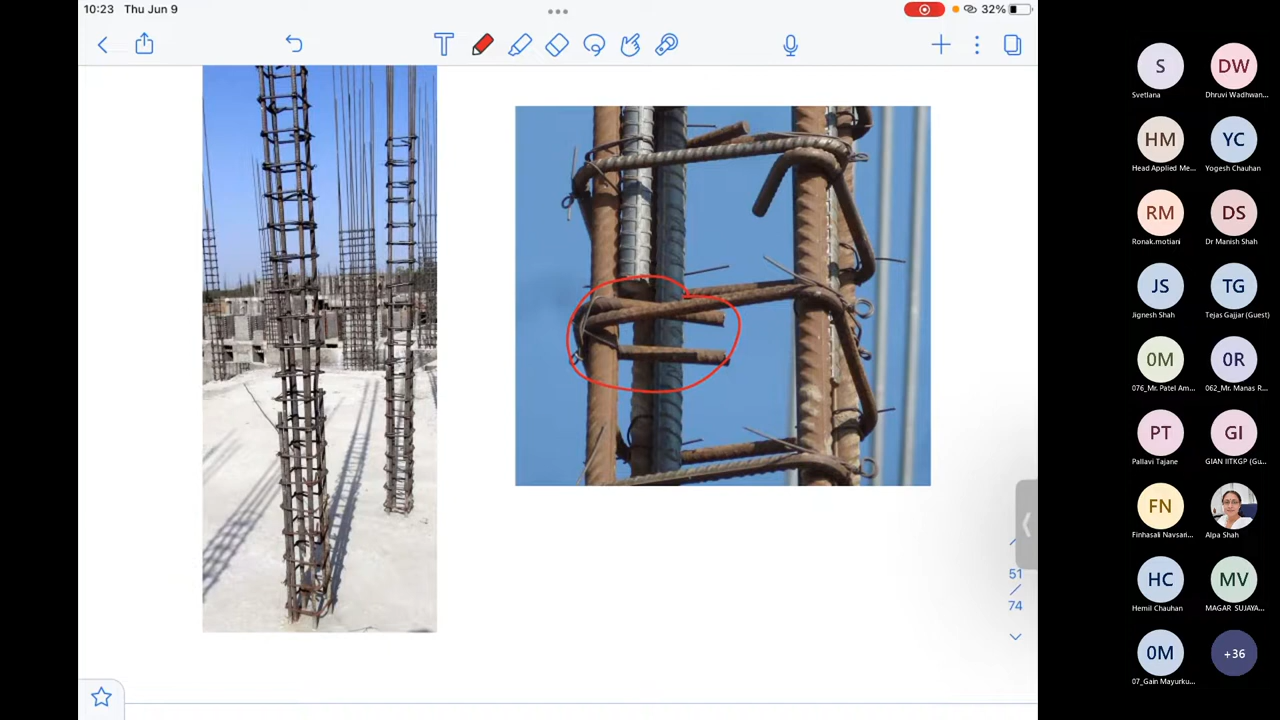 10:23 Thu Jun 9
32%
T
S
Svetlana
DW
Dhruvi Wadhwan...
HM
Head Applied Me...
YC
Yogesh Chauhan
RM
Ronak.motiani
DS
Dr Manish Shah
JS
Jignesh Shah
TG
Tejas Gajjar (Guest)
0M
076_Mr. Patel Am...
0R
062_Mr. Manas R...
PT
Pallavi Tajane
GI
GIAN IITKGP (Gu...
FN
Finhasali Navsari...
Alpa Shah
HC
Hemil Chauhan
MV
MAGAR SUJAYA...
0M
07_Gain Mayurku...
+36
51
/
74